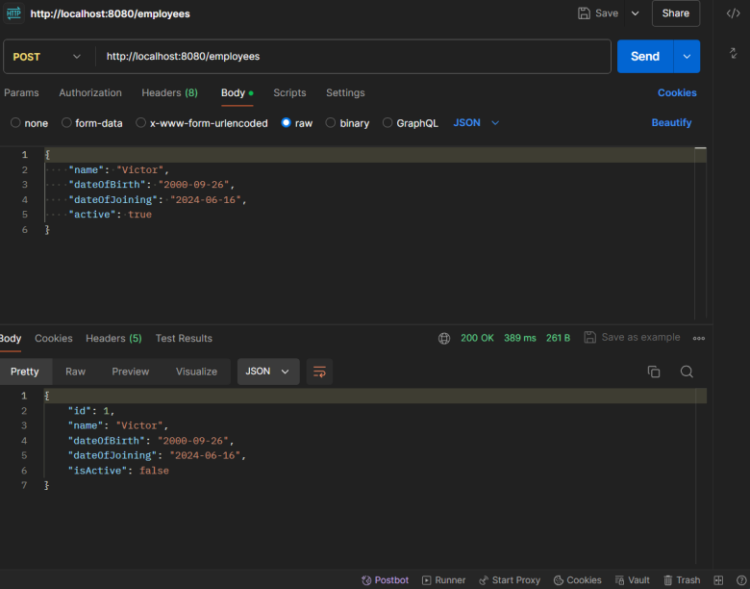 HTTP http://localhost:8080/employees Save Share
POST http://localhost:8080/employees Send
Params Authorization Headers (8) Body Scripts Settings Cookies
none form-data x-www-form-urlencoded raw binary GraphQL JSON Beautify
1 {
2 "name": "Victor",
3 "dateOfBirth": "2000-09-26",
4 "dateOfJoining": "2024-06-16",
5 "active": true
6 }
Body Cookies Headers (5) Test Results 200 OK 389 ms 261 B Save as example
Pretty Raw Preview Visualize JSON
1 {
2 "id": 1,
3 "name": "Victor",
4 "dateOfBirth": "2000-09-26",
5 "dateOfJoining": "2024-06-16",
6 "isActive": false
7 }
Postbot Runner Start Proxy Cookies Vault Trash